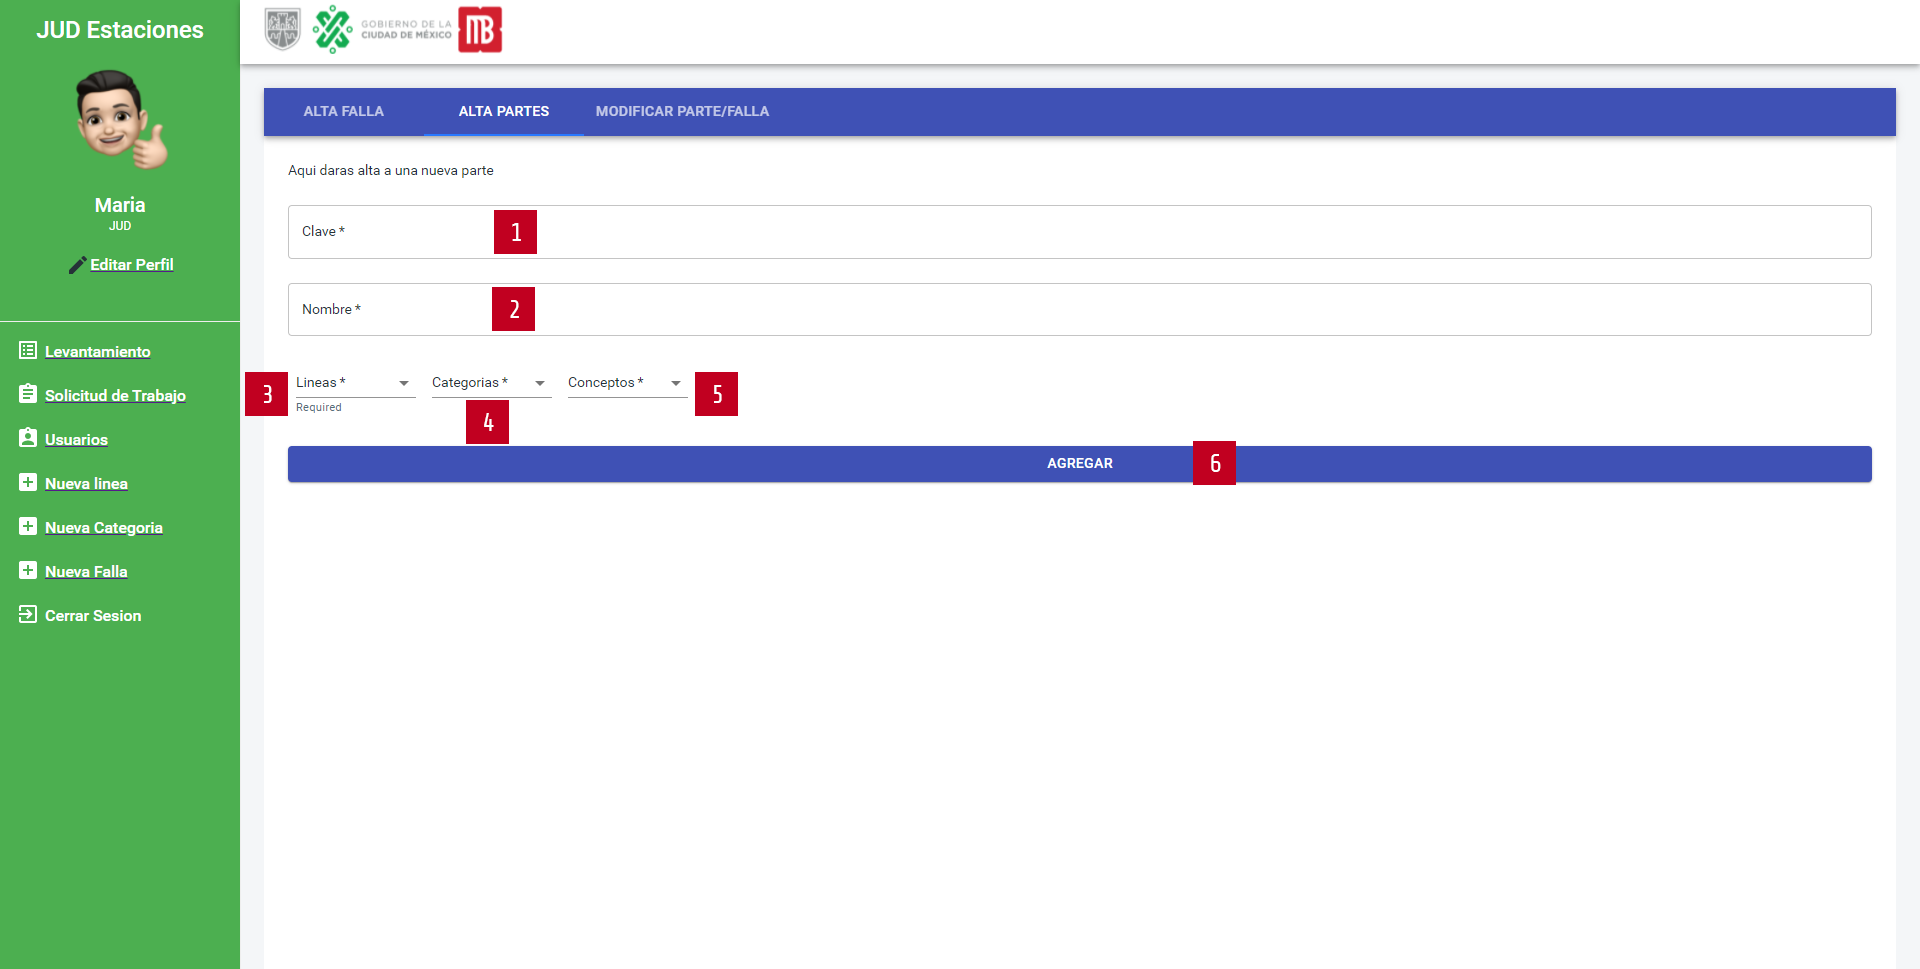 JUD Estaciones
Maria
JUD
Editar Perfil
Levantamiento
Solicitud de Trabajo
Usuarios
Nueva linea
Nueva Categoria
Nueva Falla
Cerrar Sesion
GOBIERNO DE LA
CIUDAD DE MÉXICO
MB
ALTA FALLA ALTA PARTES MODIFICAR PARTE/FALLA
Aqui daras alta a una nueva parte
Clave * 1
Nombre * 2
3 Lineas * Categorias * Conceptos * 5
Required
4
AGREGAR 6